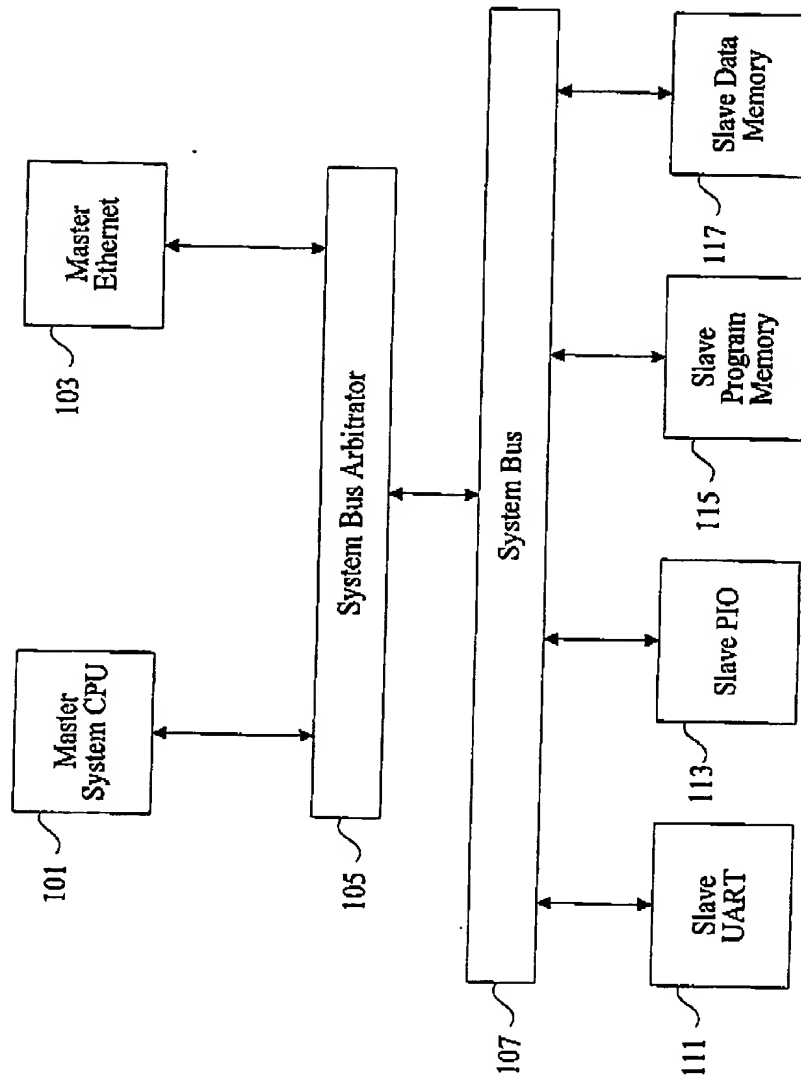 Master
System CPU
101
Master
Ethernet
103
System Bus Arbitrator
105
System Bus
107
Slave
UART
111
Slave PIO
113
Slave
Program
Memory
115
Slave Data
Memory
117